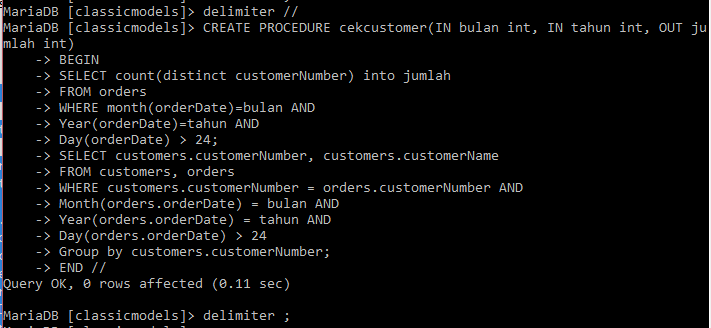 MariaDB [classicmodels]> delimiter //
MariaDB [classicmodels]> CREATE PROCEDURE cekcustomer(IN bulan int, IN tahun int, OUT ju
mlah int)
    -> BEGIN
    -> SELECT count(distinct customerNumber) into jumlah
    -> FROM orders
    -> WHERE month(orderDate)=bulan AND
    -> Year(orderDate)=tahun AND
    -> Day(orderDate) > 24;
    -> SELECT customers.customerNumber, customers.customerName
    -> FROM customers, orders
    -> WHERE customers.customerNumber = orders.customerNumber AND
    -> Month(orders.orderDate) = bulan AND
    -> Year(orders.orderDate) = tahun AND
    -> Day(orders.orderDate) > 24
    -> Group by customers.customerNumber;
    -> END //
Query OK, 0 rows affected (0.11 sec)

MariaDB [classicmodels]> delimiter ;